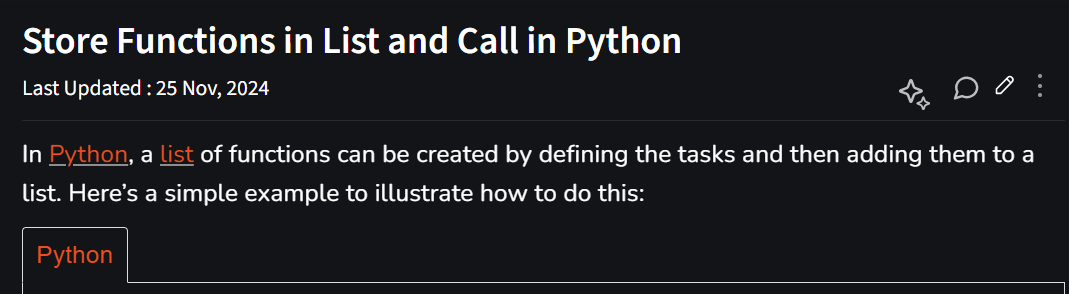 Store Functions in List and Call in Python
Last Updated : 25 Nov, 2024
In Python, a list of functions can be created by defining the tasks and then adding them to a
list. Here’s a simple example to illustrate how to do this:
Python